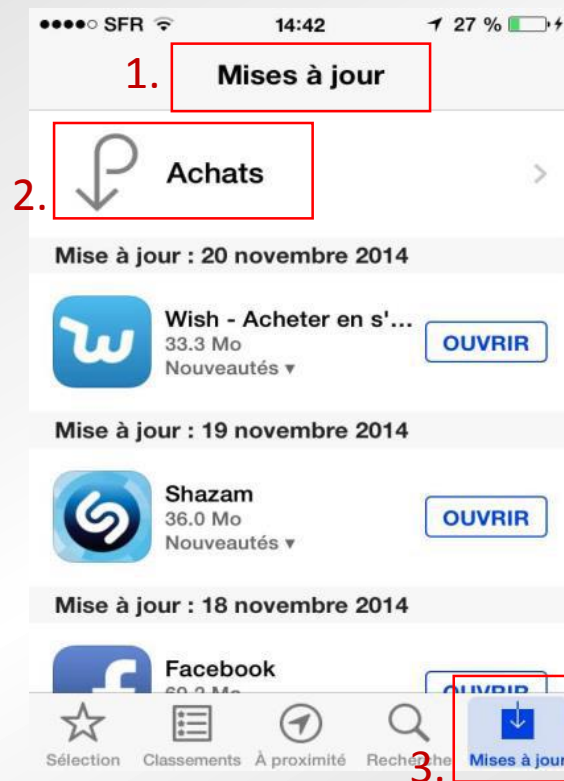 SFR 14:42 27 %
1. Mises à jour
2. Achats
Mise à jour : 20 novembre 2014
Wish - Acheter en s'...
33.3 Mo
Nouveautés ▾
OUVRIR
Mise à jour : 19 novembre 2014
Shazam
36.0 Mo
Nouveautés ▾
OUVRIR
Mise à jour : 18 novembre 2014
Facebook
OUVRIR
Sélection Classements À proximité Recherche 3. Mises à jour